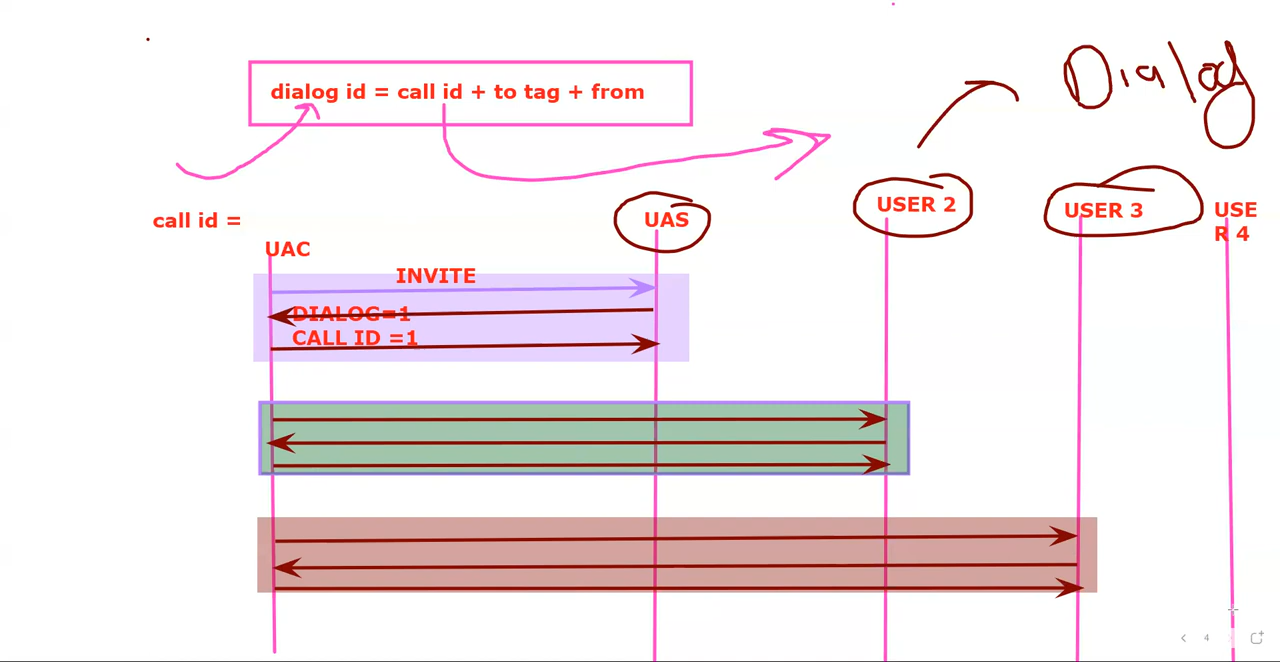 Dialog
dialog id = call id + to tag + from
call id =
UAC
UAS
USER 2
USER 3
USE
R 4
INVITE
DIALOG=1
CALL ID =1
4